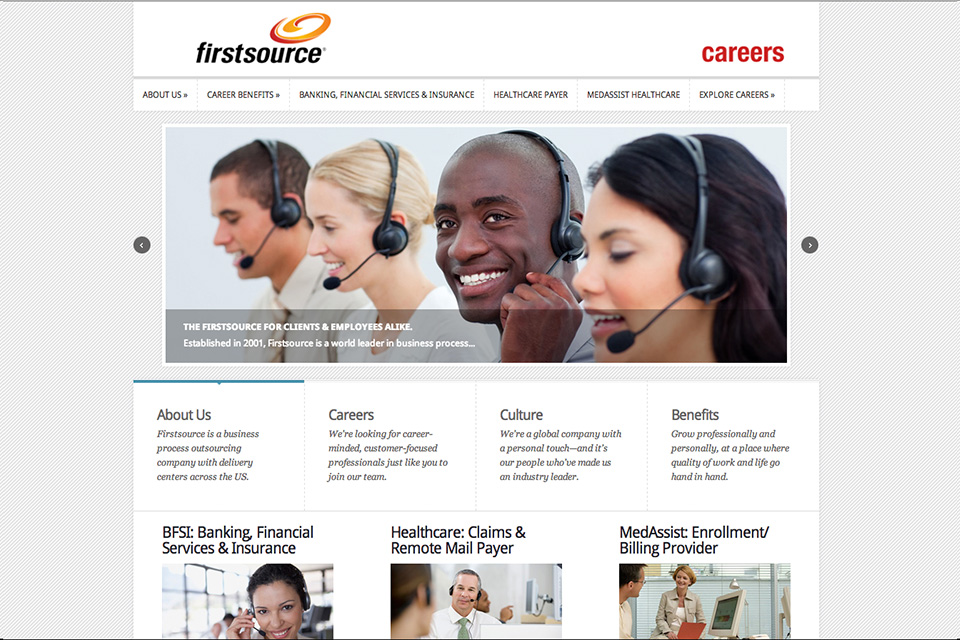 firstsource®
careers
ABOUT US »
CAREER BENEFITS »
BANKING, FINANCIAL SERVICES & INSURANCE
HEALTHCARE PAYER
MEDASSIST HEALTHCARE
EXPLORE CAREERS »
THE FIRSTSOURCE FOR CLIENTS & EMPLOYEES ALIKE.
Established in 2001, Firstsource is a world leader in business process...
About Us
Firstsource is a business
process outsourcing
company with delivery
centers across the US.
Careers
We're looking for career-
minded, customer-focused
professionals just like you to
join our team.
Culture
We're a global company with
a personal touch—and it's
our people who've made us
an industry leader.
Benefits
Grow professionally and
personally, at a place where
quality of work and life go
hand in hand.
BFSI: Banking, Financial
Services & Insurance
Healthcare: Claims &
Remote Mail Payer
MedAssist: Enrollment/
Billing Provider